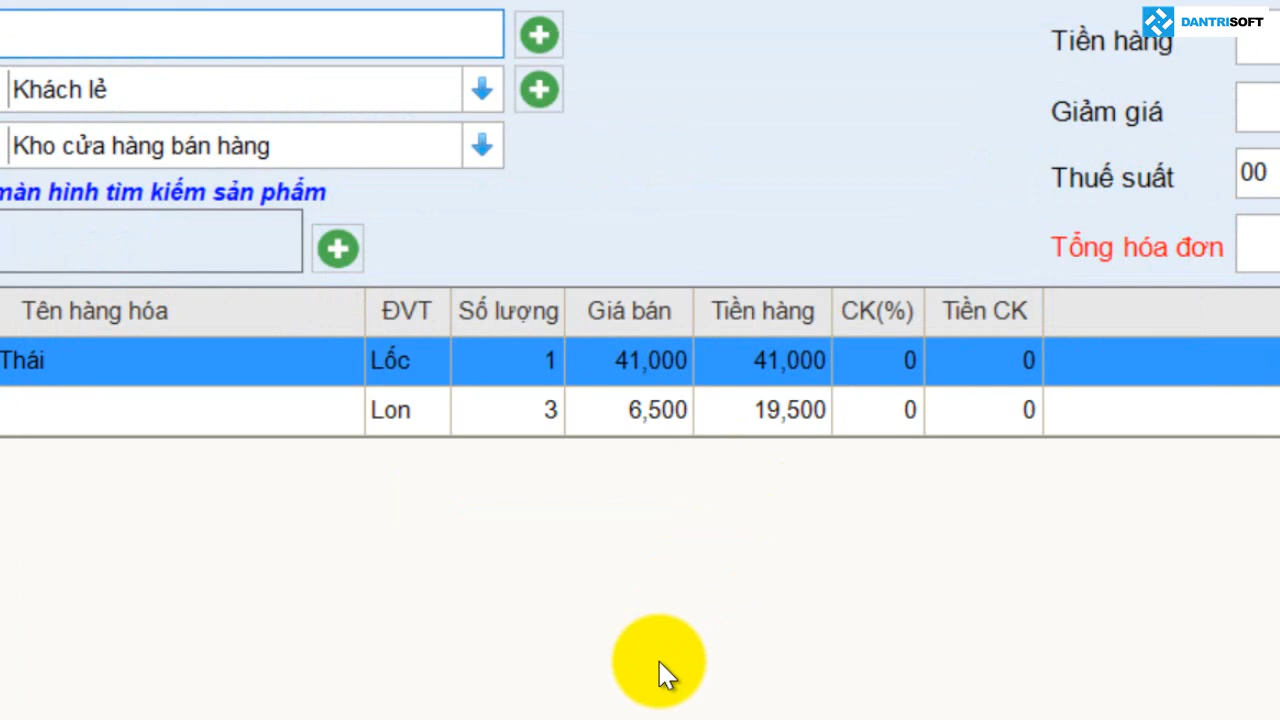 DANTRISOFT
Tiền hàng
Khách lẻ
Giảm giá
Kho cửa hàng bán hàng
Thuế suất 00
màn hình tìm kiếm sản phẩm
Tổng hóa đơn
Tên hàng hóa ĐVT Số lượng Giá bán Tiền hàng CK(%) Tiền CK
Thái Lốc 1 41,000 41,000 0 0
Lon 3 6,500 19,500 0 0